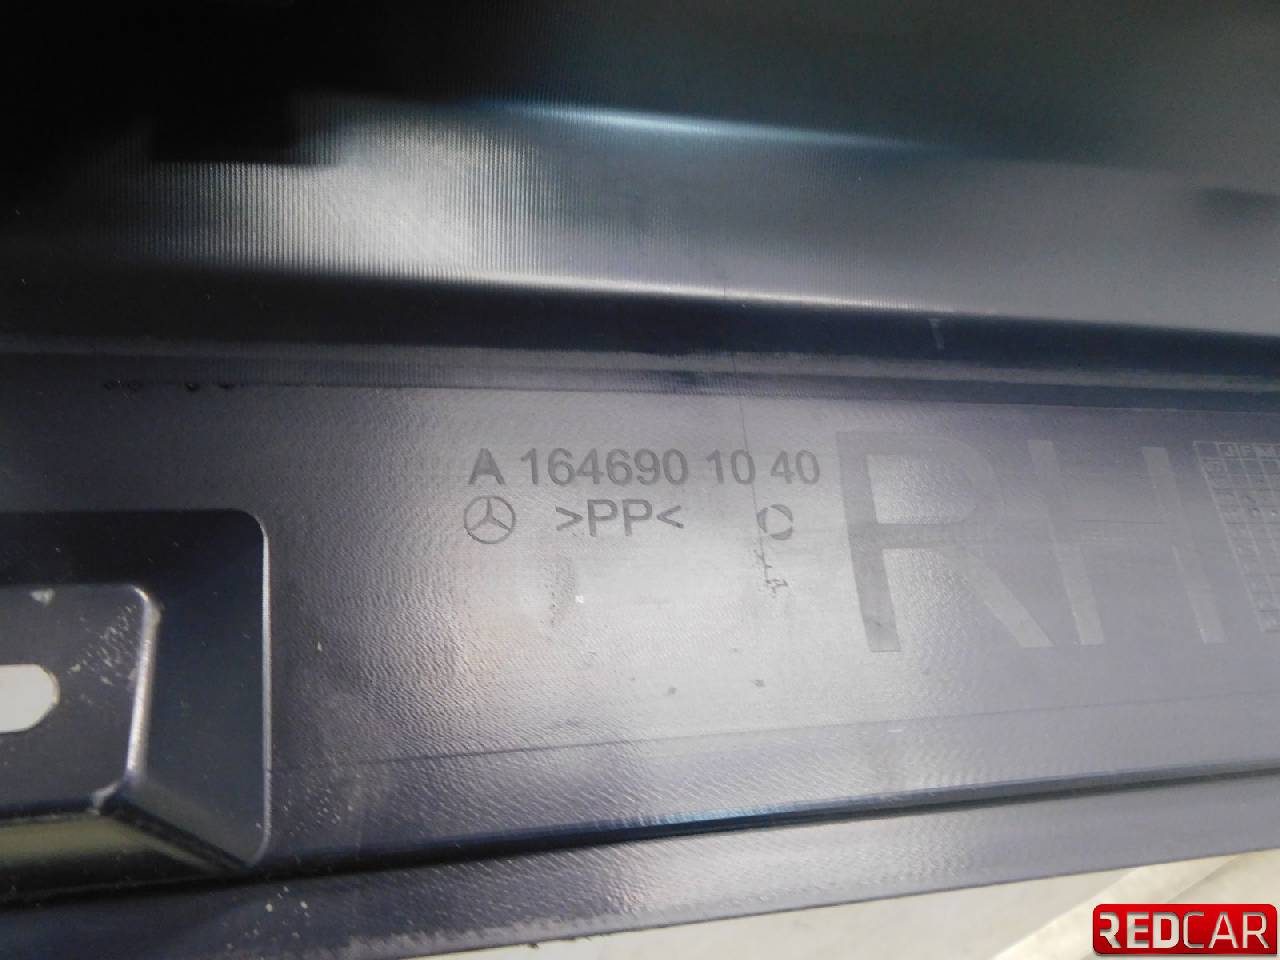 A 164690 10 40
>PP<
RH
J F M
REDCAR